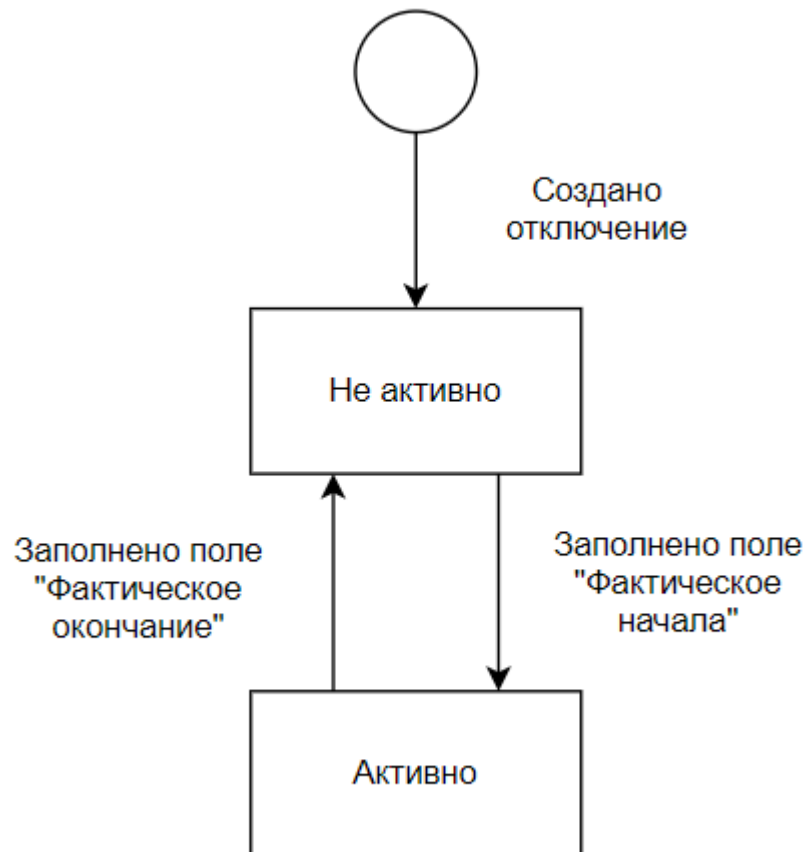 Создано
отключение
Не активно
Заполнено поле
"Фактическое
окончание"
Заполнено поле
"Фактическое
начала"
Активно